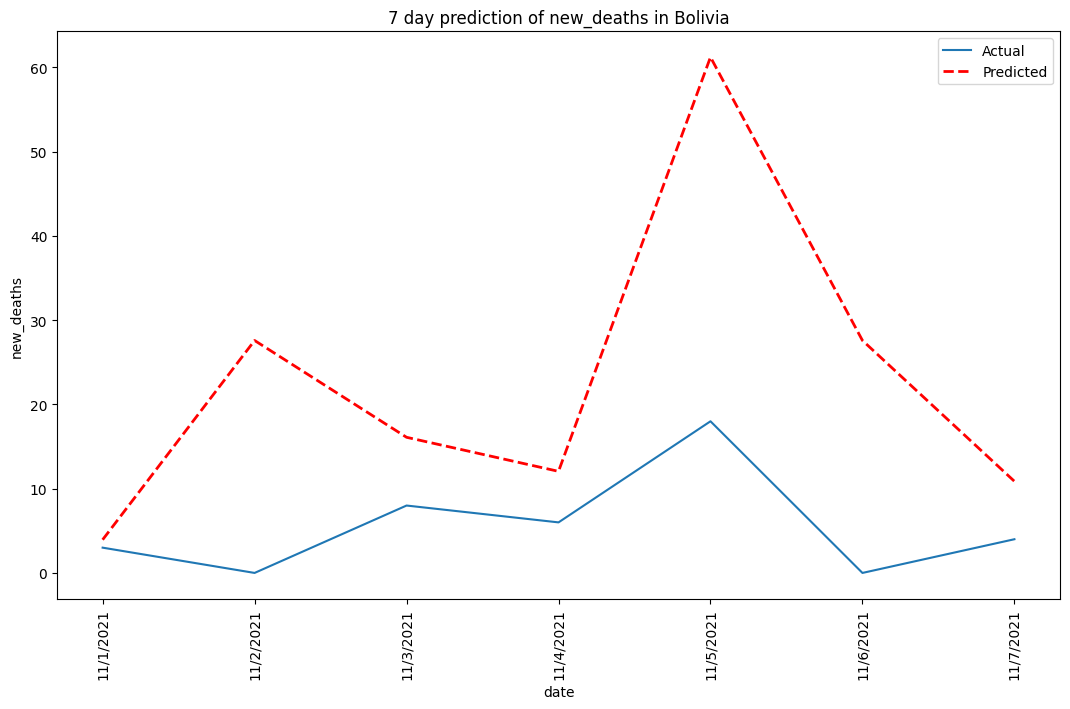 7 day prediction of new_deaths in Bolivia
Actual
Predicted
new_deaths
60
50
40
30
20
10
0
11/1/2021
11/2/2021
11/3/2021
11/4/2021
11/5/2021
11/6/2021
11/7/2021
date